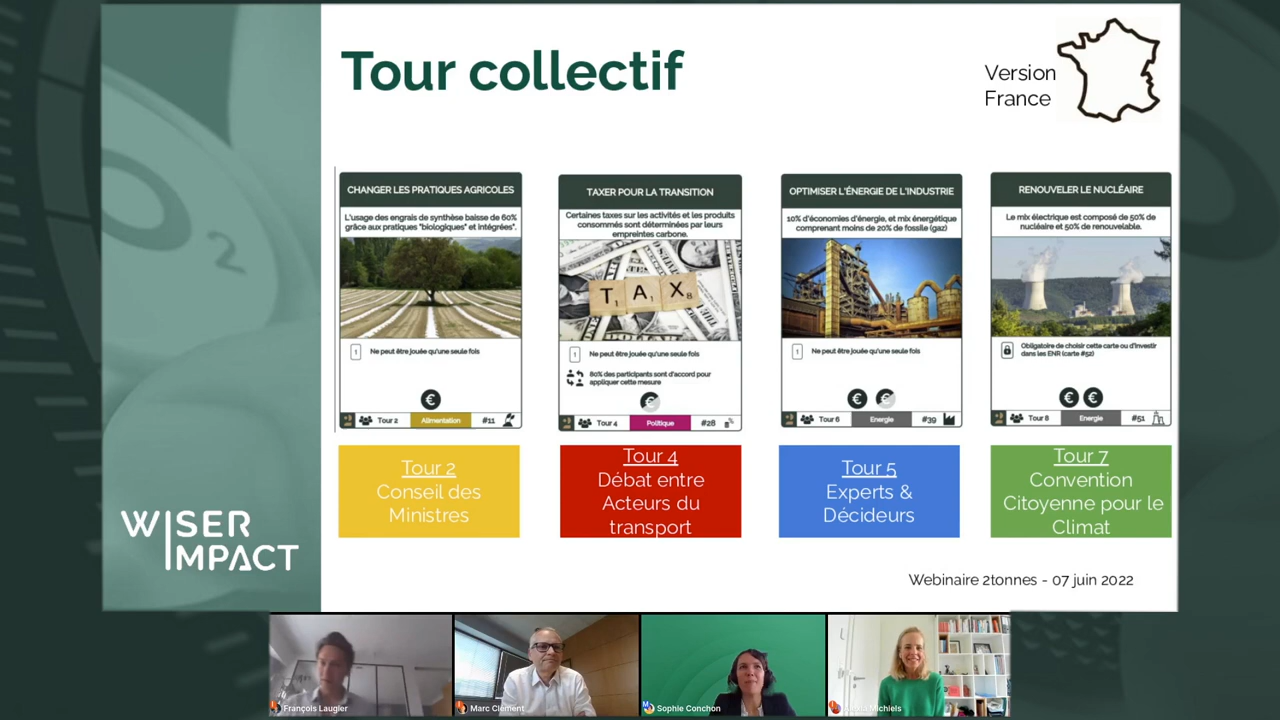 Tour collectif
Version
France
CHANGER LES PRATIQUES AGRICOLES
L'usage des engrais de synthèse baisse de 60%
grâce aux pratiques "biologiques" et intégrées".
1
Ne peut être jouée qu'une seule fois
€
Tour 2
Alimentation
#11
TAXER POUR LA TRANSITION
Certaines taxes sur les activités et les produits
consommés sont déterminées par leurs
empreintes carbone.
T1 A1 X8
1
Ne peut être jouée qu'une seule fois
80% des participants sont d'accord pour
appliquer cette mesure
€
Tour 4
Politique
#28
OPTIMISER L'ÉNERGIE DE L'INDUSTRIE
10% d'économies d'énergie, et mix énergétique
comprenant moins de 20% de fossile (gaz)
1
Ne peut être jouée qu'une seule fois
€ €
Tour 6
Energie
#39
RENOUVELER LE NUCLÉAIRE
Le mix électrique est composé de 50% de
nucléaire et 50% de renouvelable.
Obligatoire de choisir cette carte ou d'investir
dans les ENR (carte #52)
€ €
Tour 8
Energie
#51
Tour 2
Conseil des
Ministres
Tour 4
Débat entre
Acteurs du
transport
Tour 5
Experts &
Décideurs
Tour 7
Convention
Citoyenne pour le
Climat
WISER
IMPACT
Webinaire 2tonnes - 07 juin 2022
François Laugier
Marc Clément
Sophie Conchon
Michiels